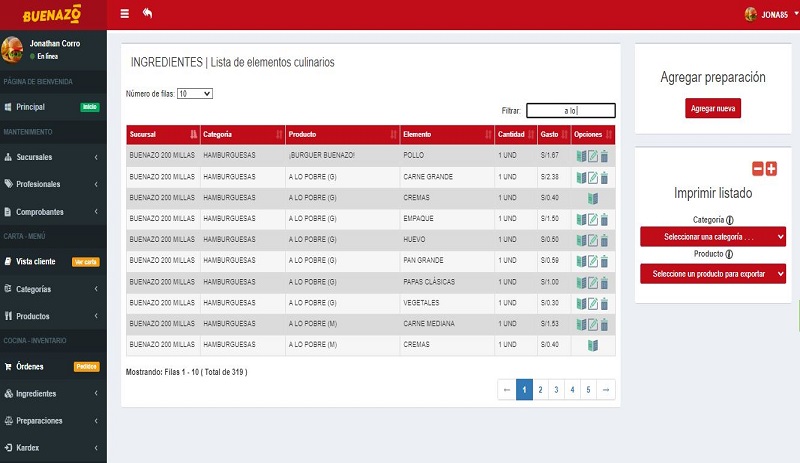 BUENAZO
JONA85
Jonathan Corro
En línea
PÁGINA DE BIENVENIDA
Principal Inicio
MANTENIMIENTO
Sucursales
Profesionales
Comprobantes
CARTA - MENÚ
Vista cliente Ver carta
Categorías
Productos
COCINA - INVENTARIO
Órdenes Pedidos
Ingredientes
Preparaciones
Kardex
INGREDIENTES | Lista de elementos culinarios
Número de filas: 10
Filtrar: a lo
Sucursal Categoría Producto Elemento Cantidad Gasto Opciones
BUENAZO 200 MILLAS HAMBURGUESAS ¡BURGUER BUENAZO! POLLO 1 UND S/1.67
BUENAZO 200 MILLAS HAMBURGUESAS A LO POBRE (G) CARNE GRANDE 1 UND S/2.38
BUENAZO 200 MILLAS HAMBURGUESAS A LO POBRE (G) CREMAS 1 UND S/0.40
BUENAZO 200 MILLAS HAMBURGUESAS A LO POBRE (G) EMPAQUE 1 UND S/1.50
BUENAZO 200 MILLAS HAMBURGUESAS A LO POBRE (G) HUEVO 1 UND S/0.50
BUENAZO 200 MILLAS HAMBURGUESAS A LO POBRE (G) PAN GRANDE 1 UND S/0.59
BUENAZO 200 MILLAS HAMBURGUESAS A LO POBRE (G) PAPAS CLÁSICAS 1 UND S/1.00
BUENAZO 200 MILLAS HAMBURGUESAS A LO POBRE (G) VEGETALES 1 UND S/0.30
BUENAZO 200 MILLAS HAMBURGUESAS A LO POBRE (M) CARNE MEDIANA 1 UND S/1.53
BUENAZO 200 MILLAS HAMBURGUESAS A LO POBRE (M) CREMAS 1 UND S/0.40
Mostrando: Filas 1 - 10 ( Total de 319 )
← 1 2 3 4 5 →
Agregar preparación
Agregar nueva
Imprimir listado
Categoría
Seleccionar una categoría . . .
Producto
Seleccione un producto para exportar